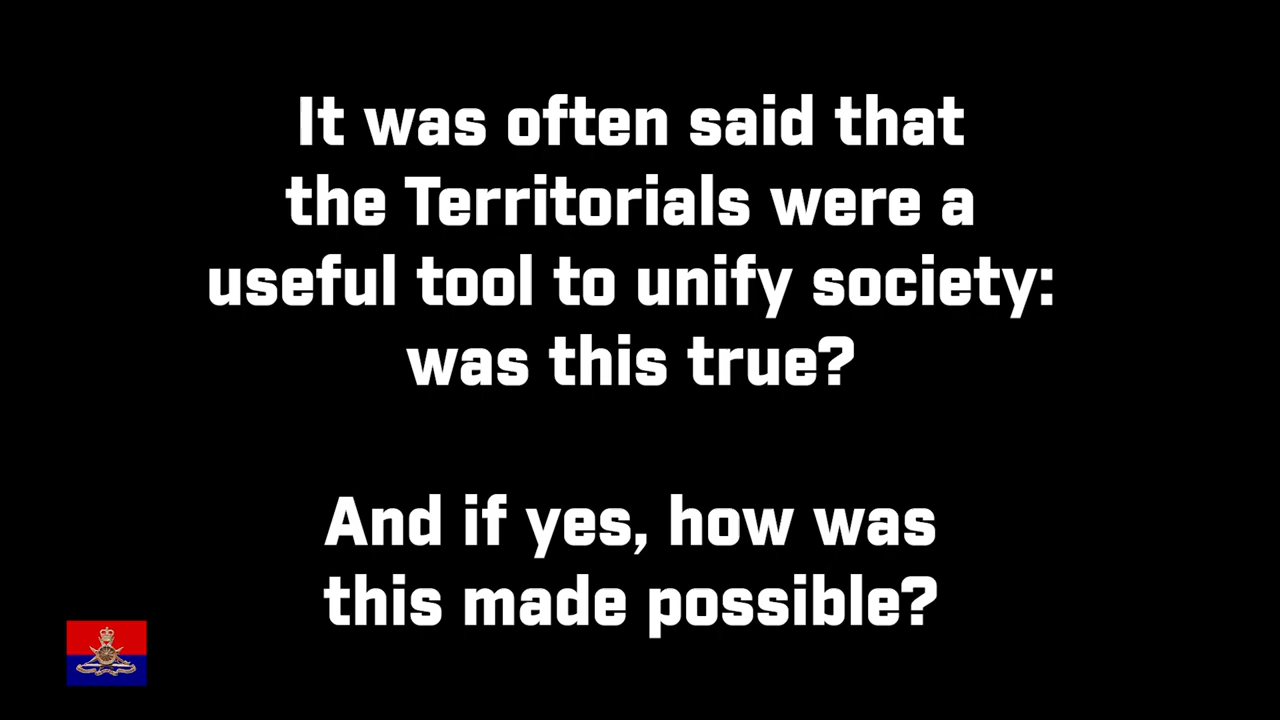 It was often said that
the Territorials were a
useful tool to unify society:
was this true?
And if yes, how was
this made possible?